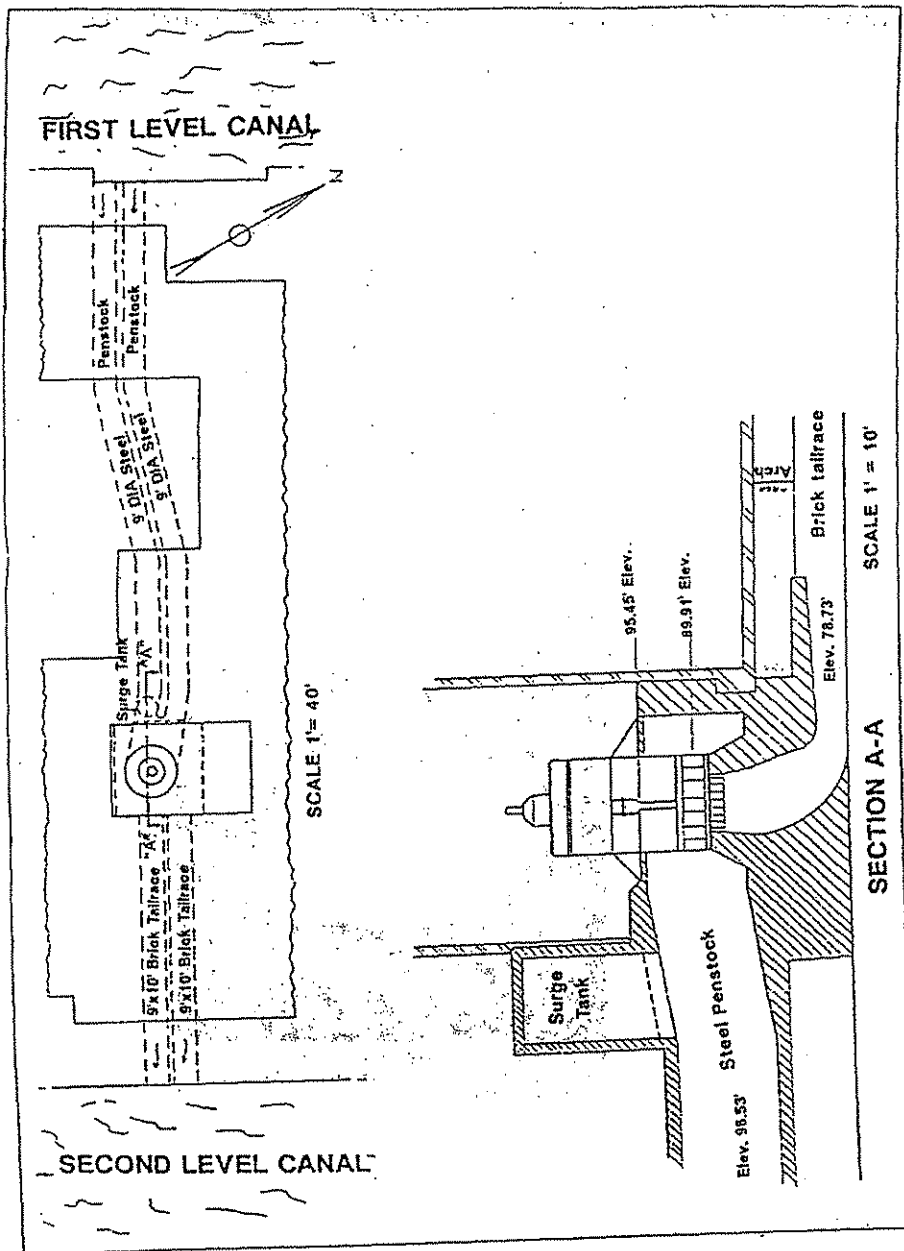 FIRST LEVEL CANAL
N
Penstock
Penstock
9' DIA Steel
9' DIA Steel
Surge Tank
"A"
"A"
9'x10' Brick Tailrace
9'x10' Brick Tailrace
SCALE 1'= 40'
SECOND LEVEL CANAL
95.45' Elev.
89.91' Elev.
Arch
Brick tailrace
Elev. 78.73'
Surge
Tank
Steel Penstock
Elev. 96.53'
SECTION A-A
SCALE 1' = 10'